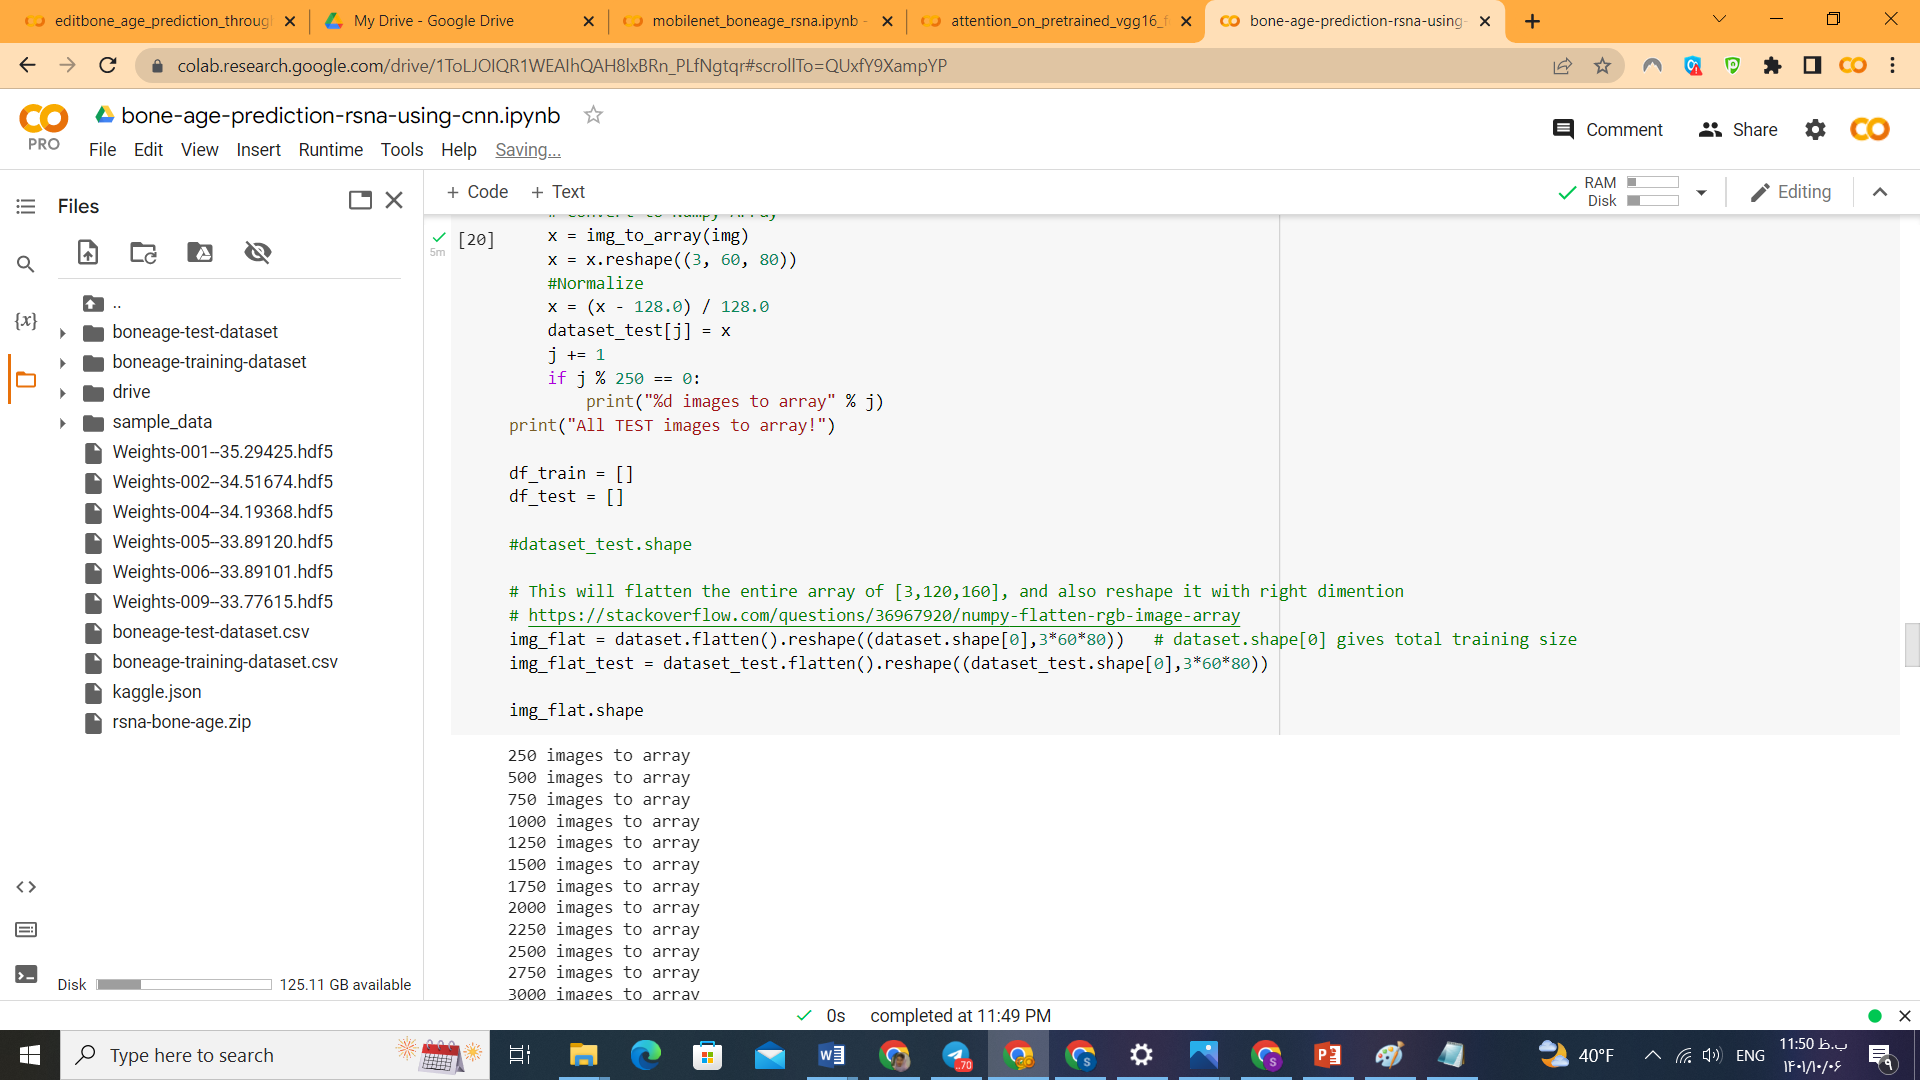 editbone_age_prediction_throug
My Drive - Google Drive
mobilenet_boneage_rsna.ipynb -
attention_on_pretrained_vgg16_f
bone-age-prediction-rsna-using-
colab.research.google.com/drive/1ToLJOIQR1WEAIhQAH8lxBRn_PLfNgtqr#scrollTo=QUxfY9XampYP
PRO
bone-age-prediction-rsna-using-cnn.ipynb
File Edit View Insert Runtime Tools Help Saving...
Comment Share
Files
+ Code + Text
RAM
Disk
Editing
..
boneage-test-dataset
boneage-training-dataset
drive
sample_data
Weights-001--35.29425.hdf5
Weights-002--34.51674.hdf5
Weights-004--34.19368.hdf5
Weights-005--33.89120.hdf5
Weights-006--33.89101.hdf5
Weights-009--33.77615.hdf5
boneage-test-dataset.csv
boneage-training-dataset.csv
kaggle.json
rsna-bone-age.zip
Disk 125.11 GB available
{x}
[20]
5m
# Convert to Numpy Array
x = img_to_array(img)
x = x.reshape((3, 60, 80))
#Normalize
x = (x - 128.0) / 128.0
dataset_test[j] = x
j += 1
if j % 250 == 0:
print("%d images to array" % j)
print("All TEST images to array!")
df_train = []
df_test = []
#dataset_test.shape
# This will flatten the entire array of [3,120,160], and also reshape it with right dimention
# https://stackoverflow.com/questions/36967920/numpy-flatten-rgb-image-array
img_flat = dataset.flatten().reshape((dataset.shape[0],3*60*80)) # dataset.shape[0] gives total training size
img_flat_test = dataset_test.flatten().reshape((dataset_test.shape[0],3*60*80))
img_flat.shape
250 images to array
500 images to array
750 images to array
1000 images to array
1250 images to array
1500 images to array
1750 images to array
2000 images to array
2250 images to array
2500 images to array
2750 images to array
3000 images to array
0s completed at 11:49 PM
Type here to search
..70
40°F
ENG
11:50 ب.ظ
۱۴۰۱/۱۰/۰۶
۹